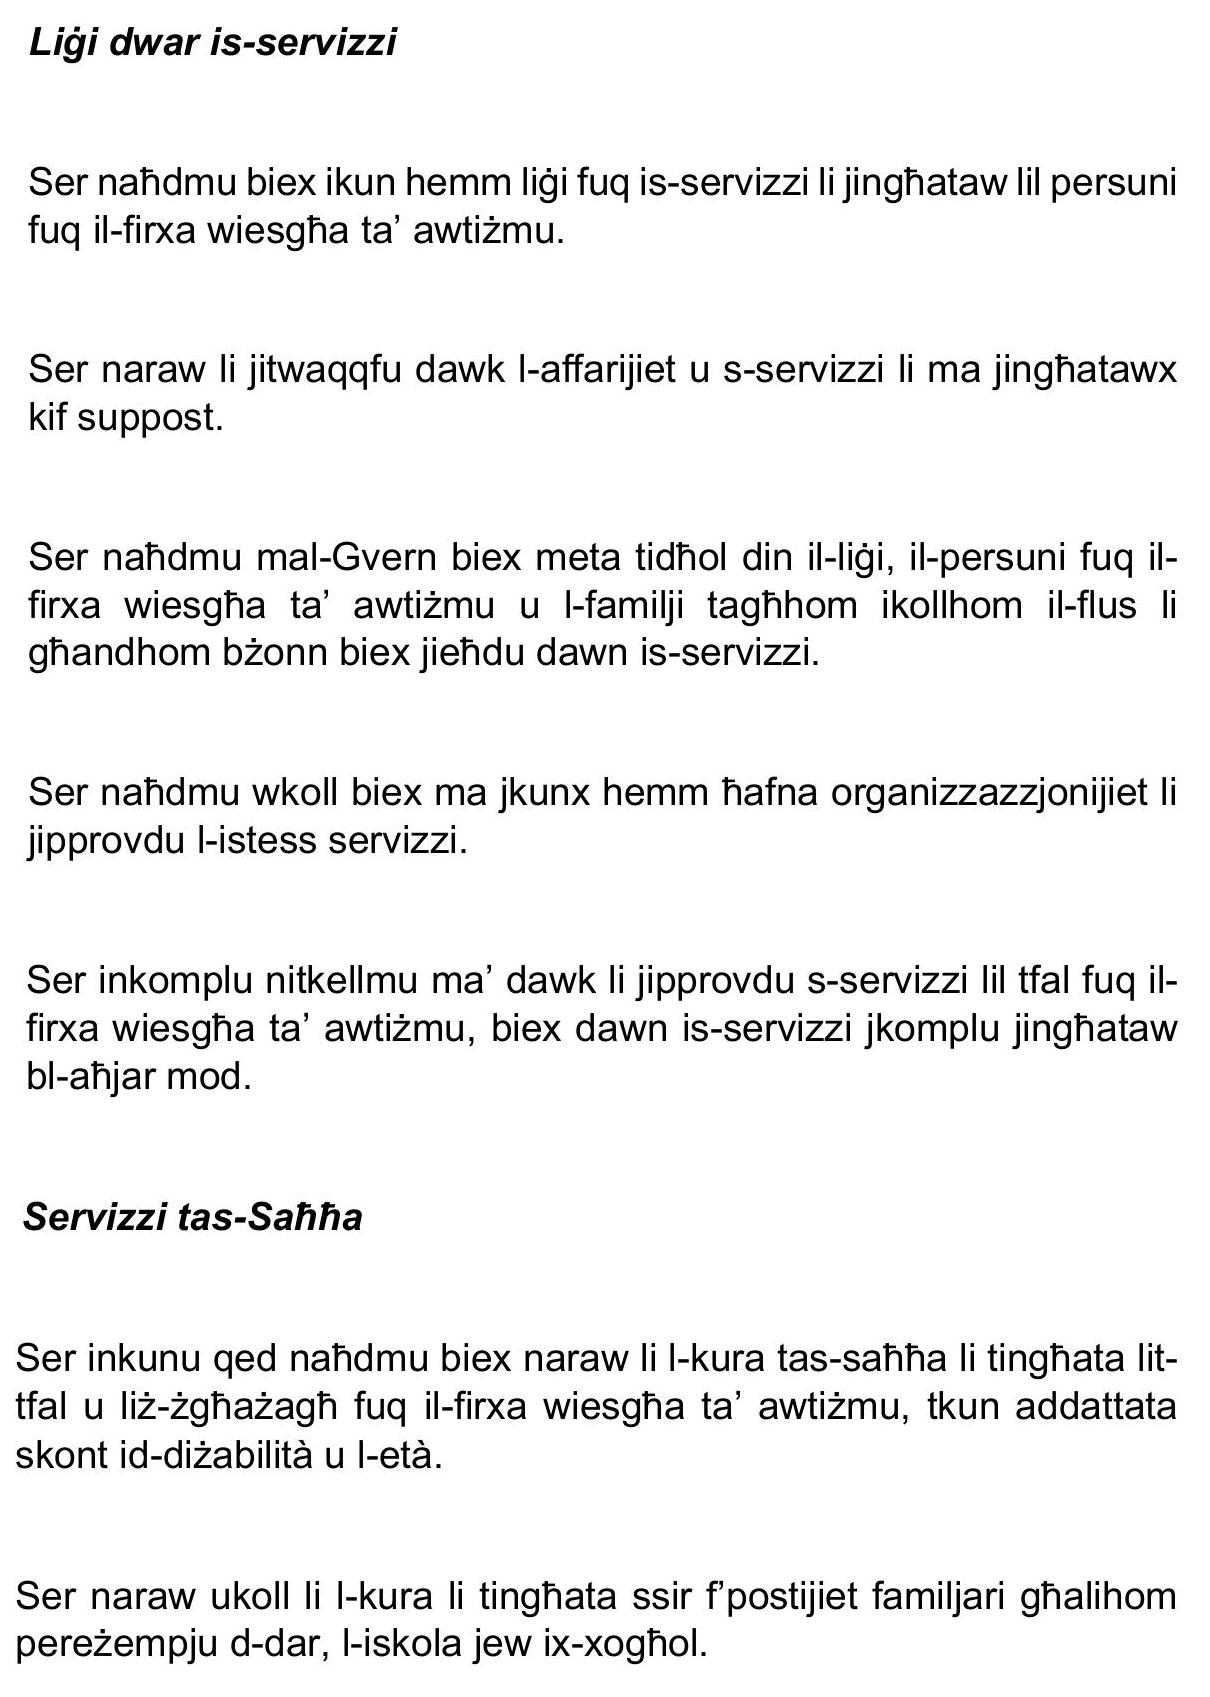 Liġi dwar is-servizzi
Ser naħdmu biex ikun hemm liġi fuq is-servizzi li jingħataw lil persuni
fuq il-firxa wiesgħa ta’ awtiżmu.
Ser naraw li jitwaqqfu dawk l-affarijiet u s-servizzi li ma jingħatawx
kif suppost.
Ser naħdmu mal-Gvern biex meta tidħol din il-liġi, il-persuni fuq il-
firxa wiesgħa ta’ awtiżmu u l-familji tagħhom ikollhom il-flus li
għandhom bżonn biex jieħdu dawn is-servizzi.
Ser naħdmu wkoll biex ma jkunx hemm ħafna organizzazzjonijiet li
jipprovdu l-istess servizzi.
Ser inkomplu nitkellmu ma’ dawk li jipprovdu s-servizzi lil tfal fuq il-
firxa wiesgħa ta’ awtiżmu, biex dawn is-servizzi jkomplu jingħataw
bl-aħjar mod.
Servizzi tas-Saħħa
Ser inkunu qed naħdmu biex naraw li l-kura tas-saħħa li tingħata lit-
tfal u liż-żgħażagħ fuq il-firxa wiesgħa ta’ awtiżmu, tkun addattata
skont id-diżabilità u l-età.
Ser naraw ukoll li l-kura li tingħata ssir f’postijiet familjari għalihom
pereżempju d-dar, l-iskola jew ix-xogħol.